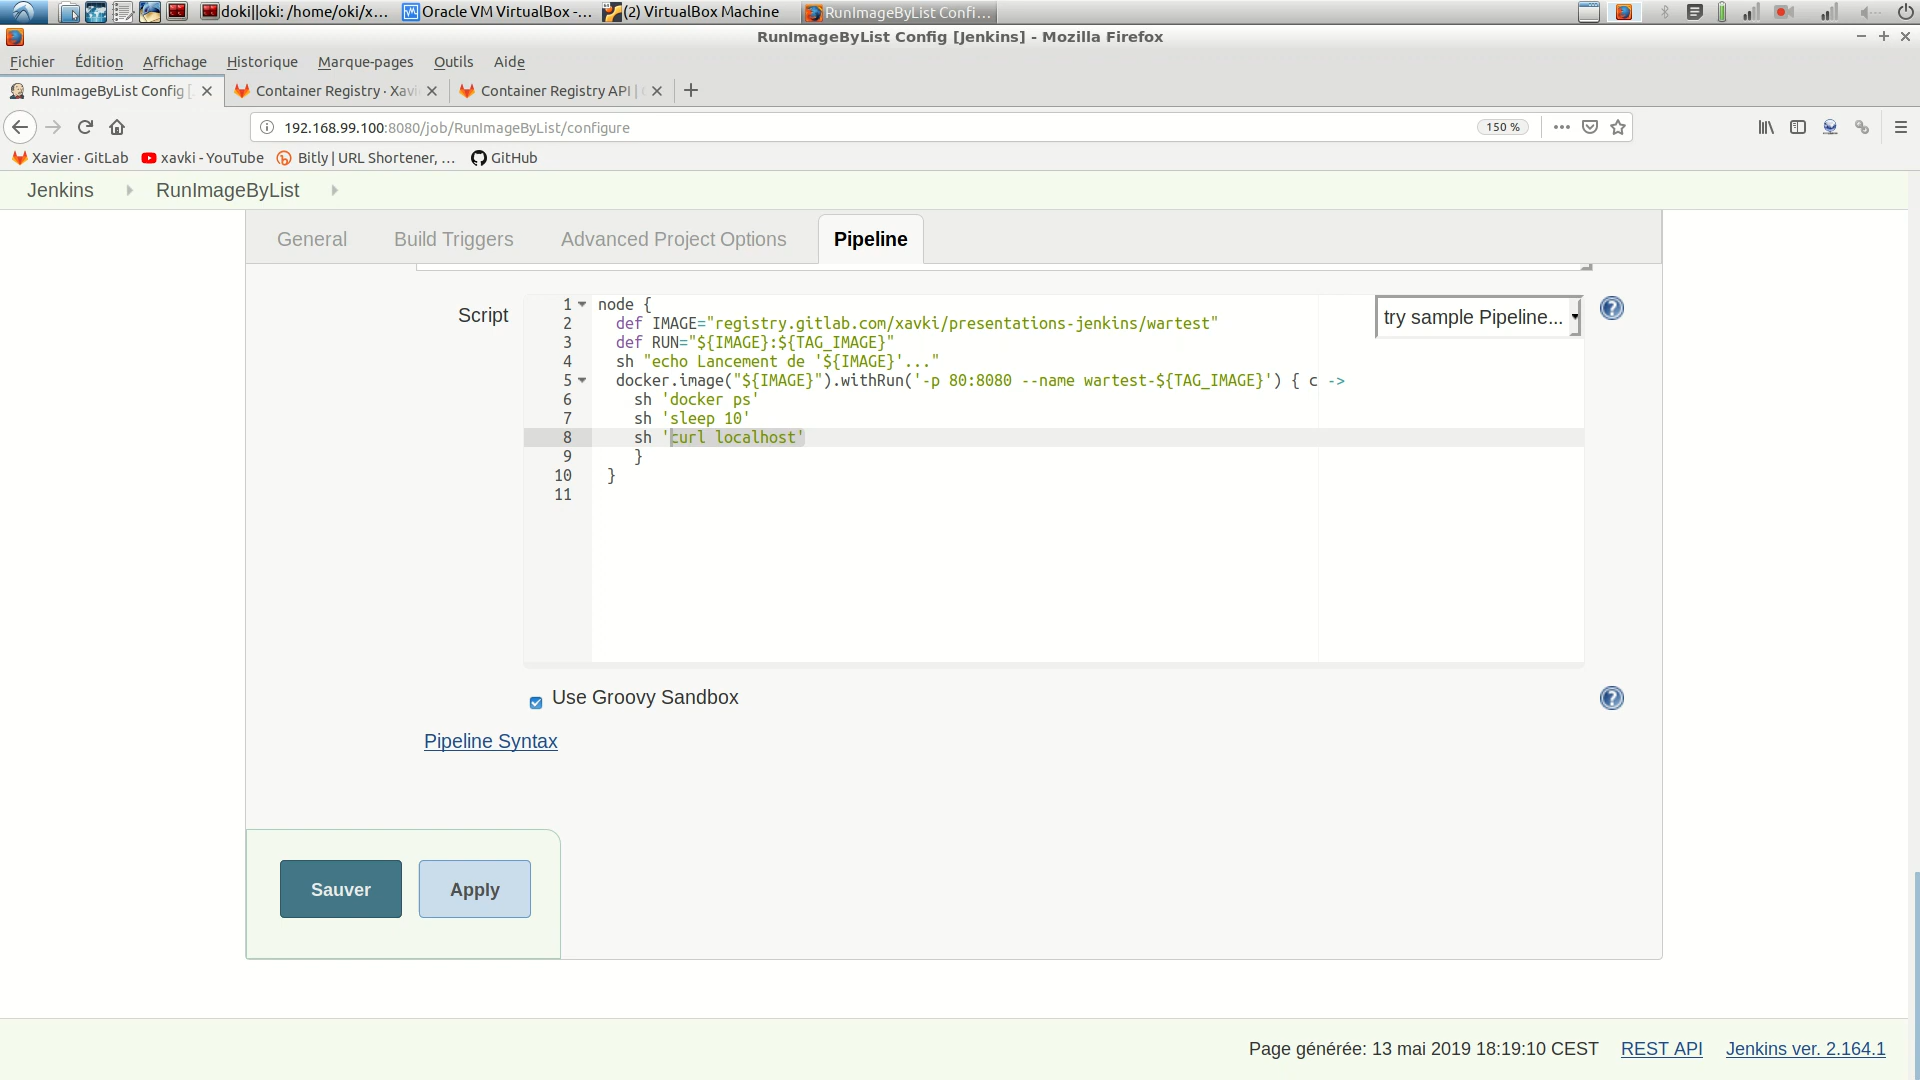 doki||oki: /home/oki/x...
Oracle VM VirtualBox -...
(2) VirtualBox Machine
RunImageByList Confi...
RunImageByList Config [Jenkins] - Mozilla Firefox
Fichier Édition Affichage Historique Marque-pages Outils Aide
RunImageByList Config [
Container Registry · Xavi
Container Registry API |
192.168.99.100:8080/job/RunImageByList/configure
150 %
Xavier · GitLab
xavki - YouTube
Bitly | URL Shortener, ...
GitHub
Jenkins
RunImageByList
General
Build Triggers
Advanced Project Options
Pipeline
Script
1 node {
2 def IMAGE="registry.gitlab.com/xavki/presentations-jenkins/wartest"
3 def RUN="${IMAGE}:${TAG_IMAGE}"
4 sh "echo Lancement de '${IMAGE}'..."
5 docker.image("${IMAGE}").withRun('-p 80:8080 --name wartest-${TAG_IMAGE}') { c ->
6 sh 'docker ps'
7 sh 'sleep 10'
8 sh 'curl localhost'
9 }
10 }
11
try sample Pipeline...
Use Groovy Sandbox
Pipeline Syntax
Sauver
Apply
Page générée: 13 mai 2019 18:19:10 CEST
REST API
Jenkins ver. 2.164.1